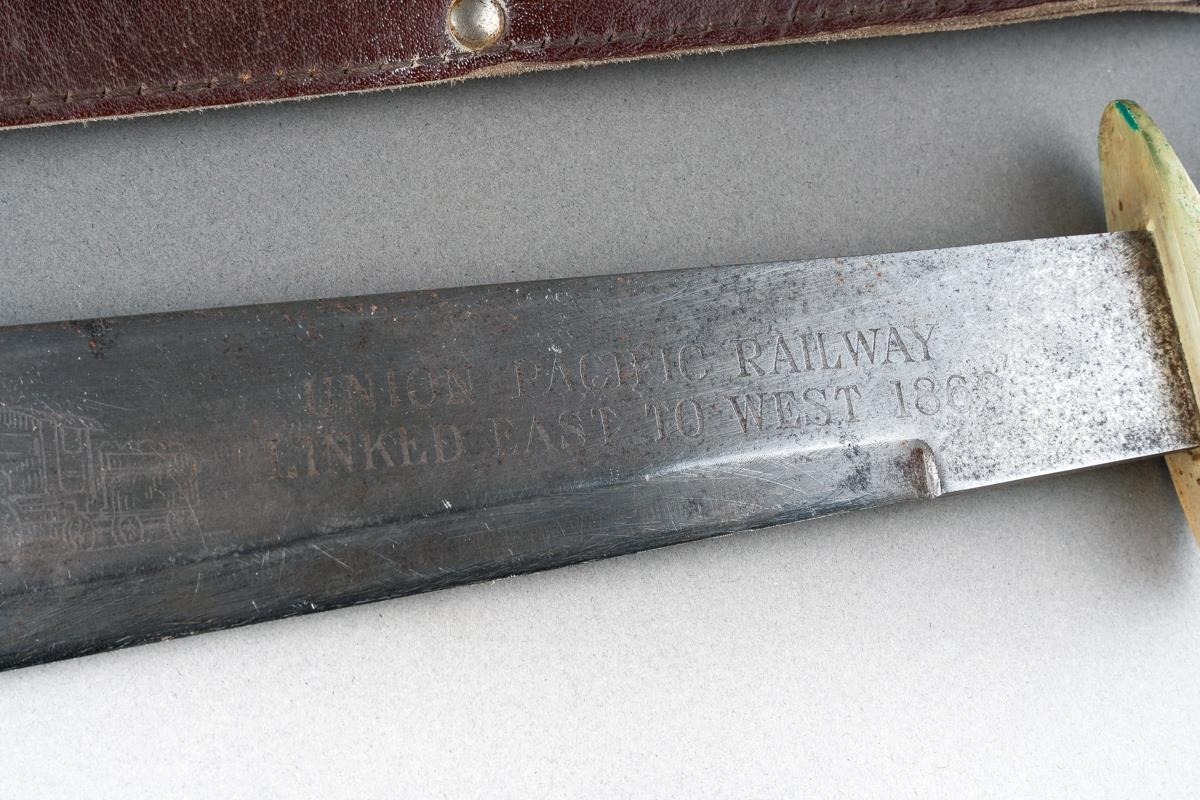 UNION PACIFIC RAILWAY
LINKED EAST TO WEST